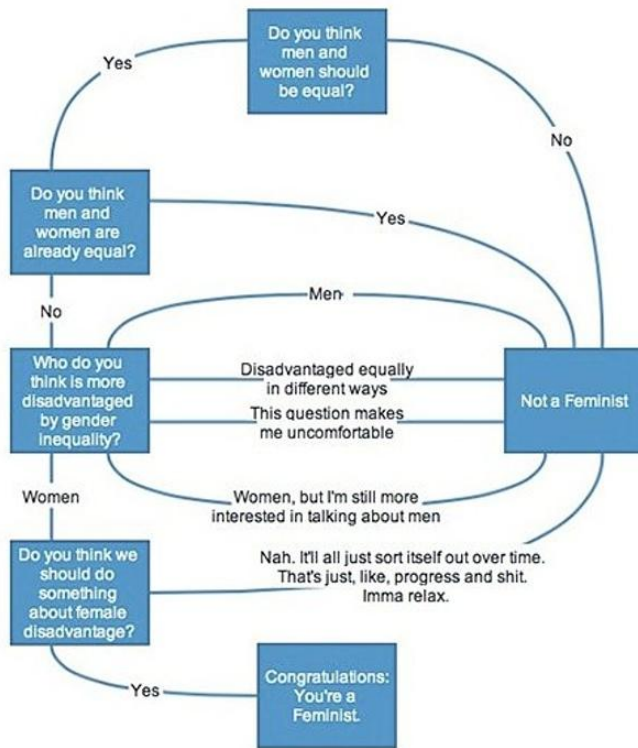 Do you think
men and
women should
be equal?
Yes
No
Do you think
men and
women are
already equal?
Yes
No
Men
Who do you
think is more
disadvantaged
by gender
inequality?
Disadvantaged equally
in different ways
This question makes
me uncomfortable
Not a Feminist
Women
Women, but I'm still more
interested in talking about men
Do you think we
should do
something
about female
disadvantage?
Nah. It'll all just sort itself out over time.
That's just, like, progress and shit.
Imma relax.
Yes
Congratulations:
You're a
Feminist.